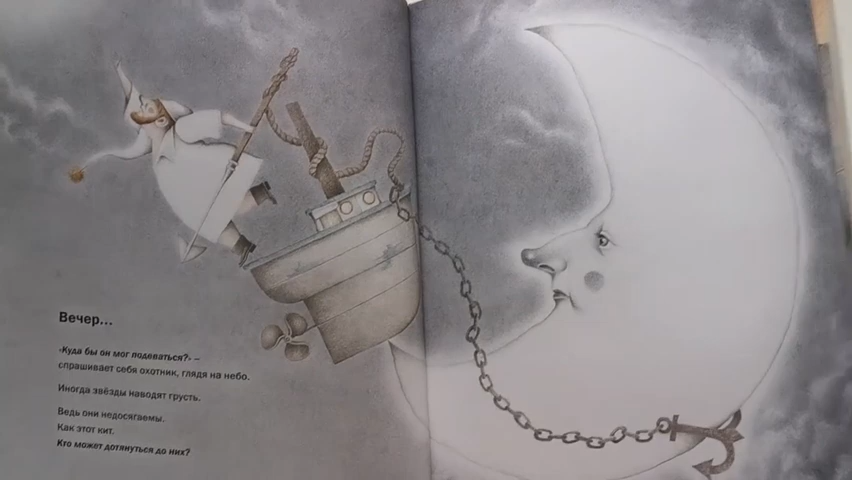 Вечер...
«Куда бы он мог подеваться?» –
спрашивает себя охотник, глядя на небо.
Иногда звёзды наводят грусть.
Ведь они недосягаемы.
Как этот кит.
Кто может дотянуться до них?